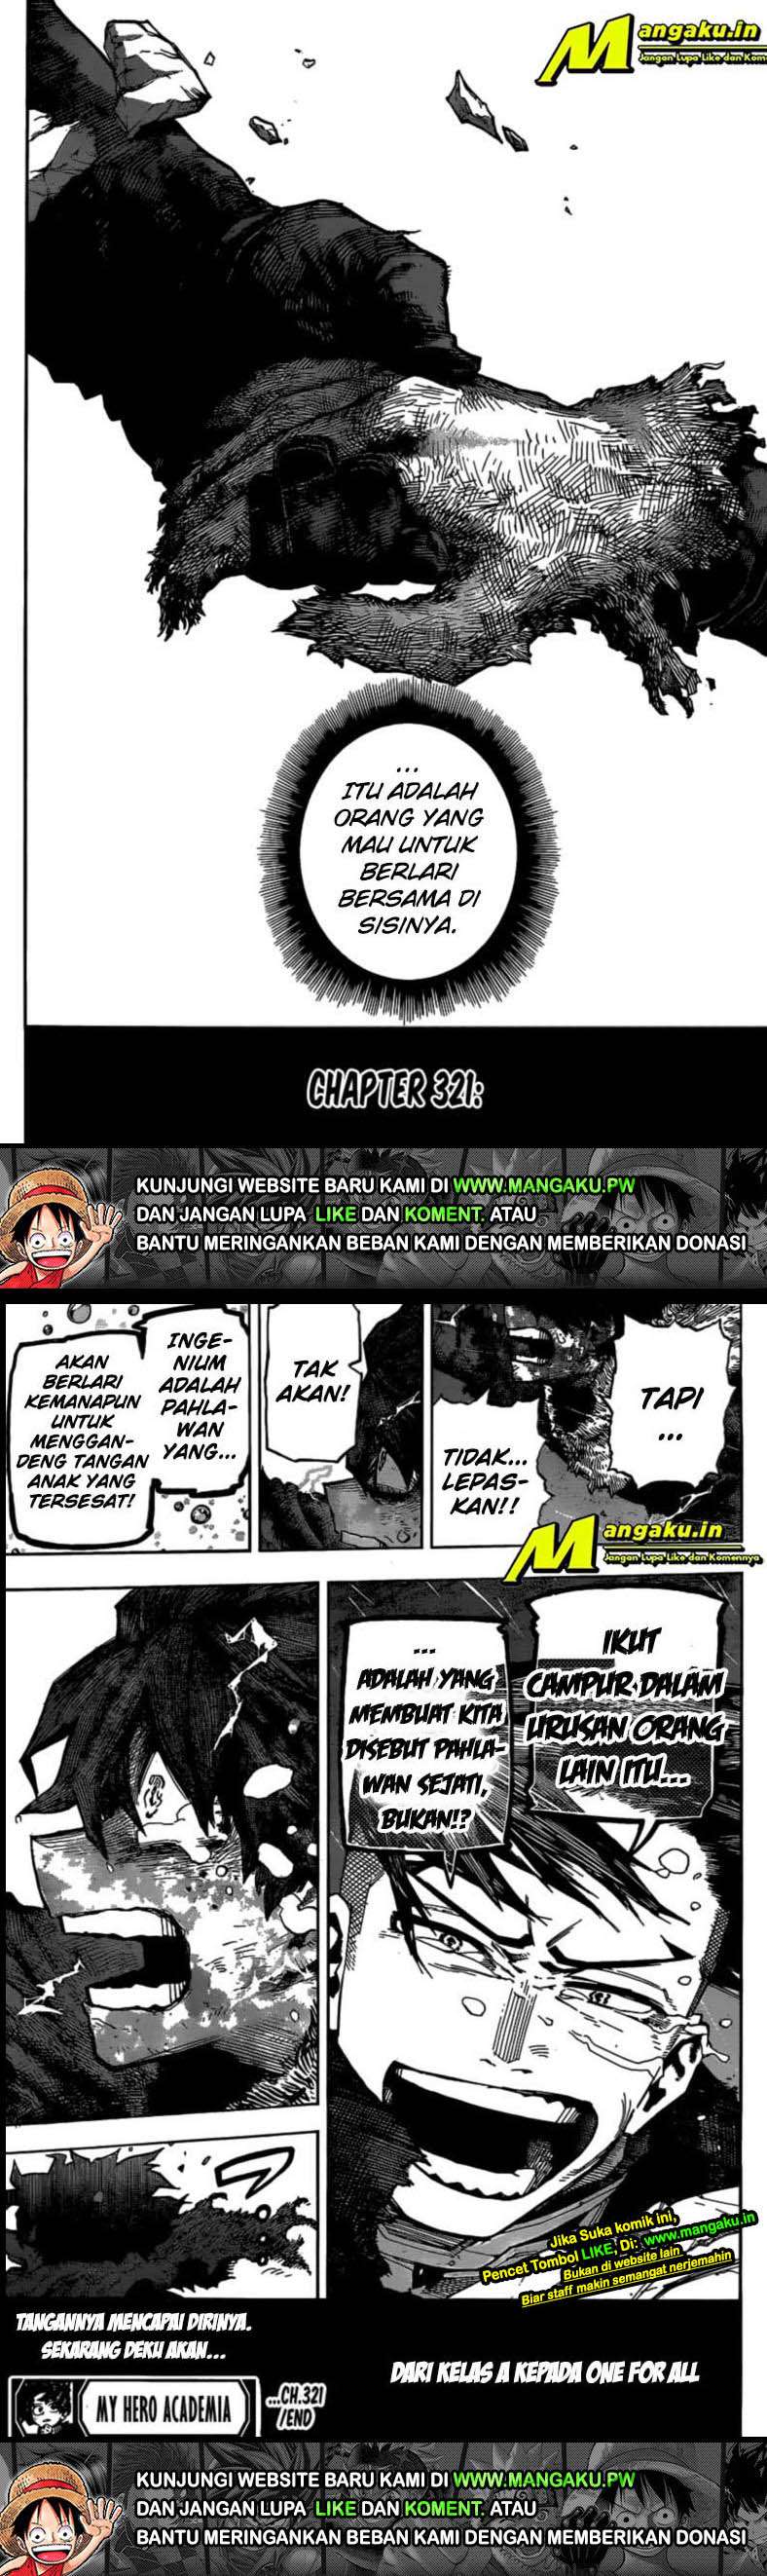 Mangaku.in
Jangan Lupa Like dan Kome
...
ITU ADALAH
ORANG YANG
MAU UNTUK
BERLARI
BERSAMA DI
SISINYA.
CHAPTER 321:
KUNJUNGI WEBSITE BARU KAMI DI WWW.MANGAKU.PW
DAN JANGAN LUPA LIKE DAN KOMENT. ATAU
BANTU MERINGANKAN BEBAN KAMI DENGAN MEMBERIKAN DONASI
TAPI
...
TIDAK...
LEPAS-
KAN!!
TAK
AKAN!
INGE-
NIUM
ADALAH
PAHLA-
WAN
YANG...
AKAN
BERLARI
KEMANAPUN
UNTUK
MENGGAN-
DENG TANGAN
ANAK YANG
TERSESAT!
Mangaku.in
Jangan Lupa Like dan Komennya
IKUT
CAMPUR DALAM
URUSAN ORANG
LAIN ITU...
...
ADALAH YANG
MEMBUAT KITA
DISEBUT PAHLA-
WAN SEJATI,
BUKAN!?
Jika Suka komik ini,
Pencet Tombol LIKE, Di: www.mangaku.in
Bukan di website lain
Biar staff makin semangat nerjemahin
TANGANNYA MENCAPAI DIRINYA.
SEKARANG DEKU AKAN...
DARI KELAS A KEPADA ONE FOR ALL
MY HERO ACADEMIA
...CH.321
/END
KUNJUNGI WEBSITE BARU KAMI DI WWW.MANGAKU.PW
DAN JANGAN LUPA LIKE DAN KOMENT. ATAU
BANTU MERINGANKAN BEBAN KAMI DENGAN MEMBERIKAN DONASI